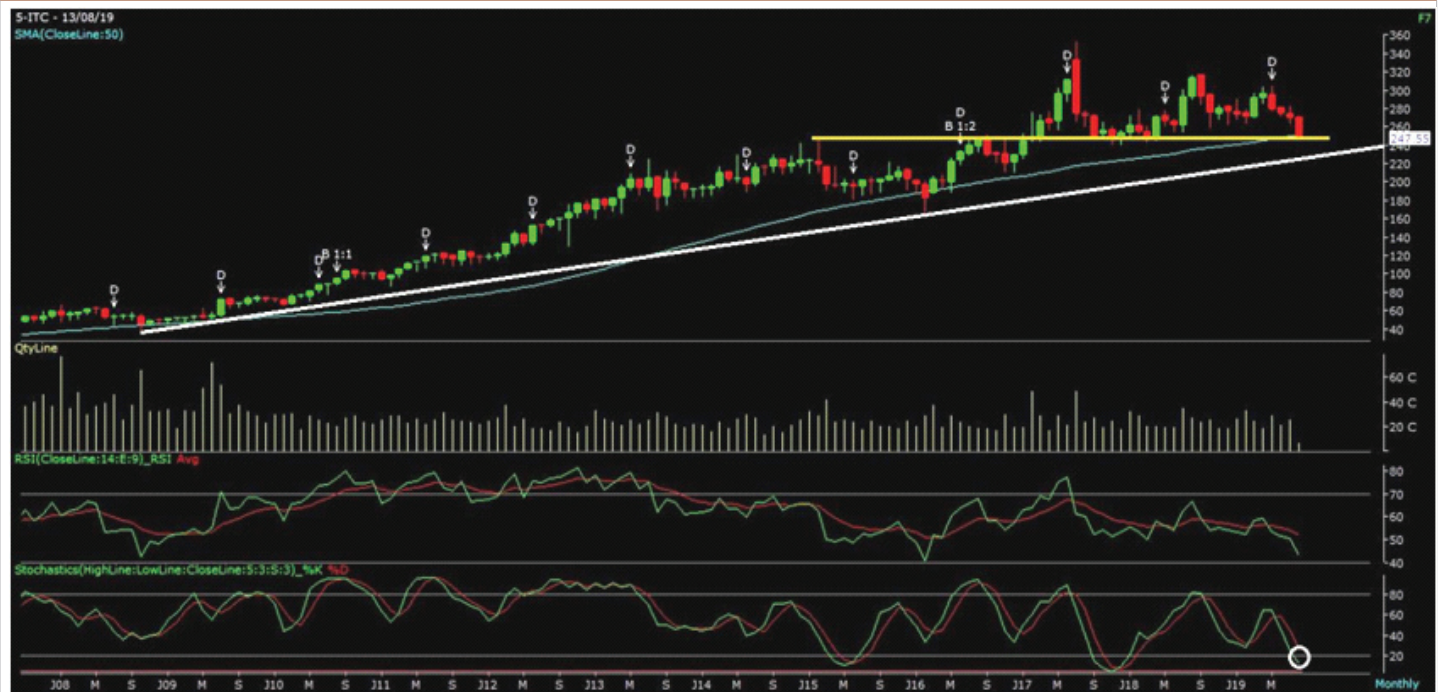 5-ITC - 13/08/19
F7
SMA(CloseLine:50)
360
340
320
300
280
260
247.55
240
220
200
180
160
140
120
100
80
60
40
D
D
D
B 1:1
D
D
D
D
D
D
B 1:2
D
D
D
QtyLine
60 C
40 C
20 C
RSI(CloseLine:14:E:9)_RSI Avg
80
70
60
50
40
Stochastics(HighLine:LowLine:CloseLine:5:3:S:3)_%K %D
80
60
40
20
J08 M S J09 M S J10 M S J11 M S J12 M S J13 M S J14 M S J15 M S J16 M S J17 M S J18 M S J19 M
Monthly